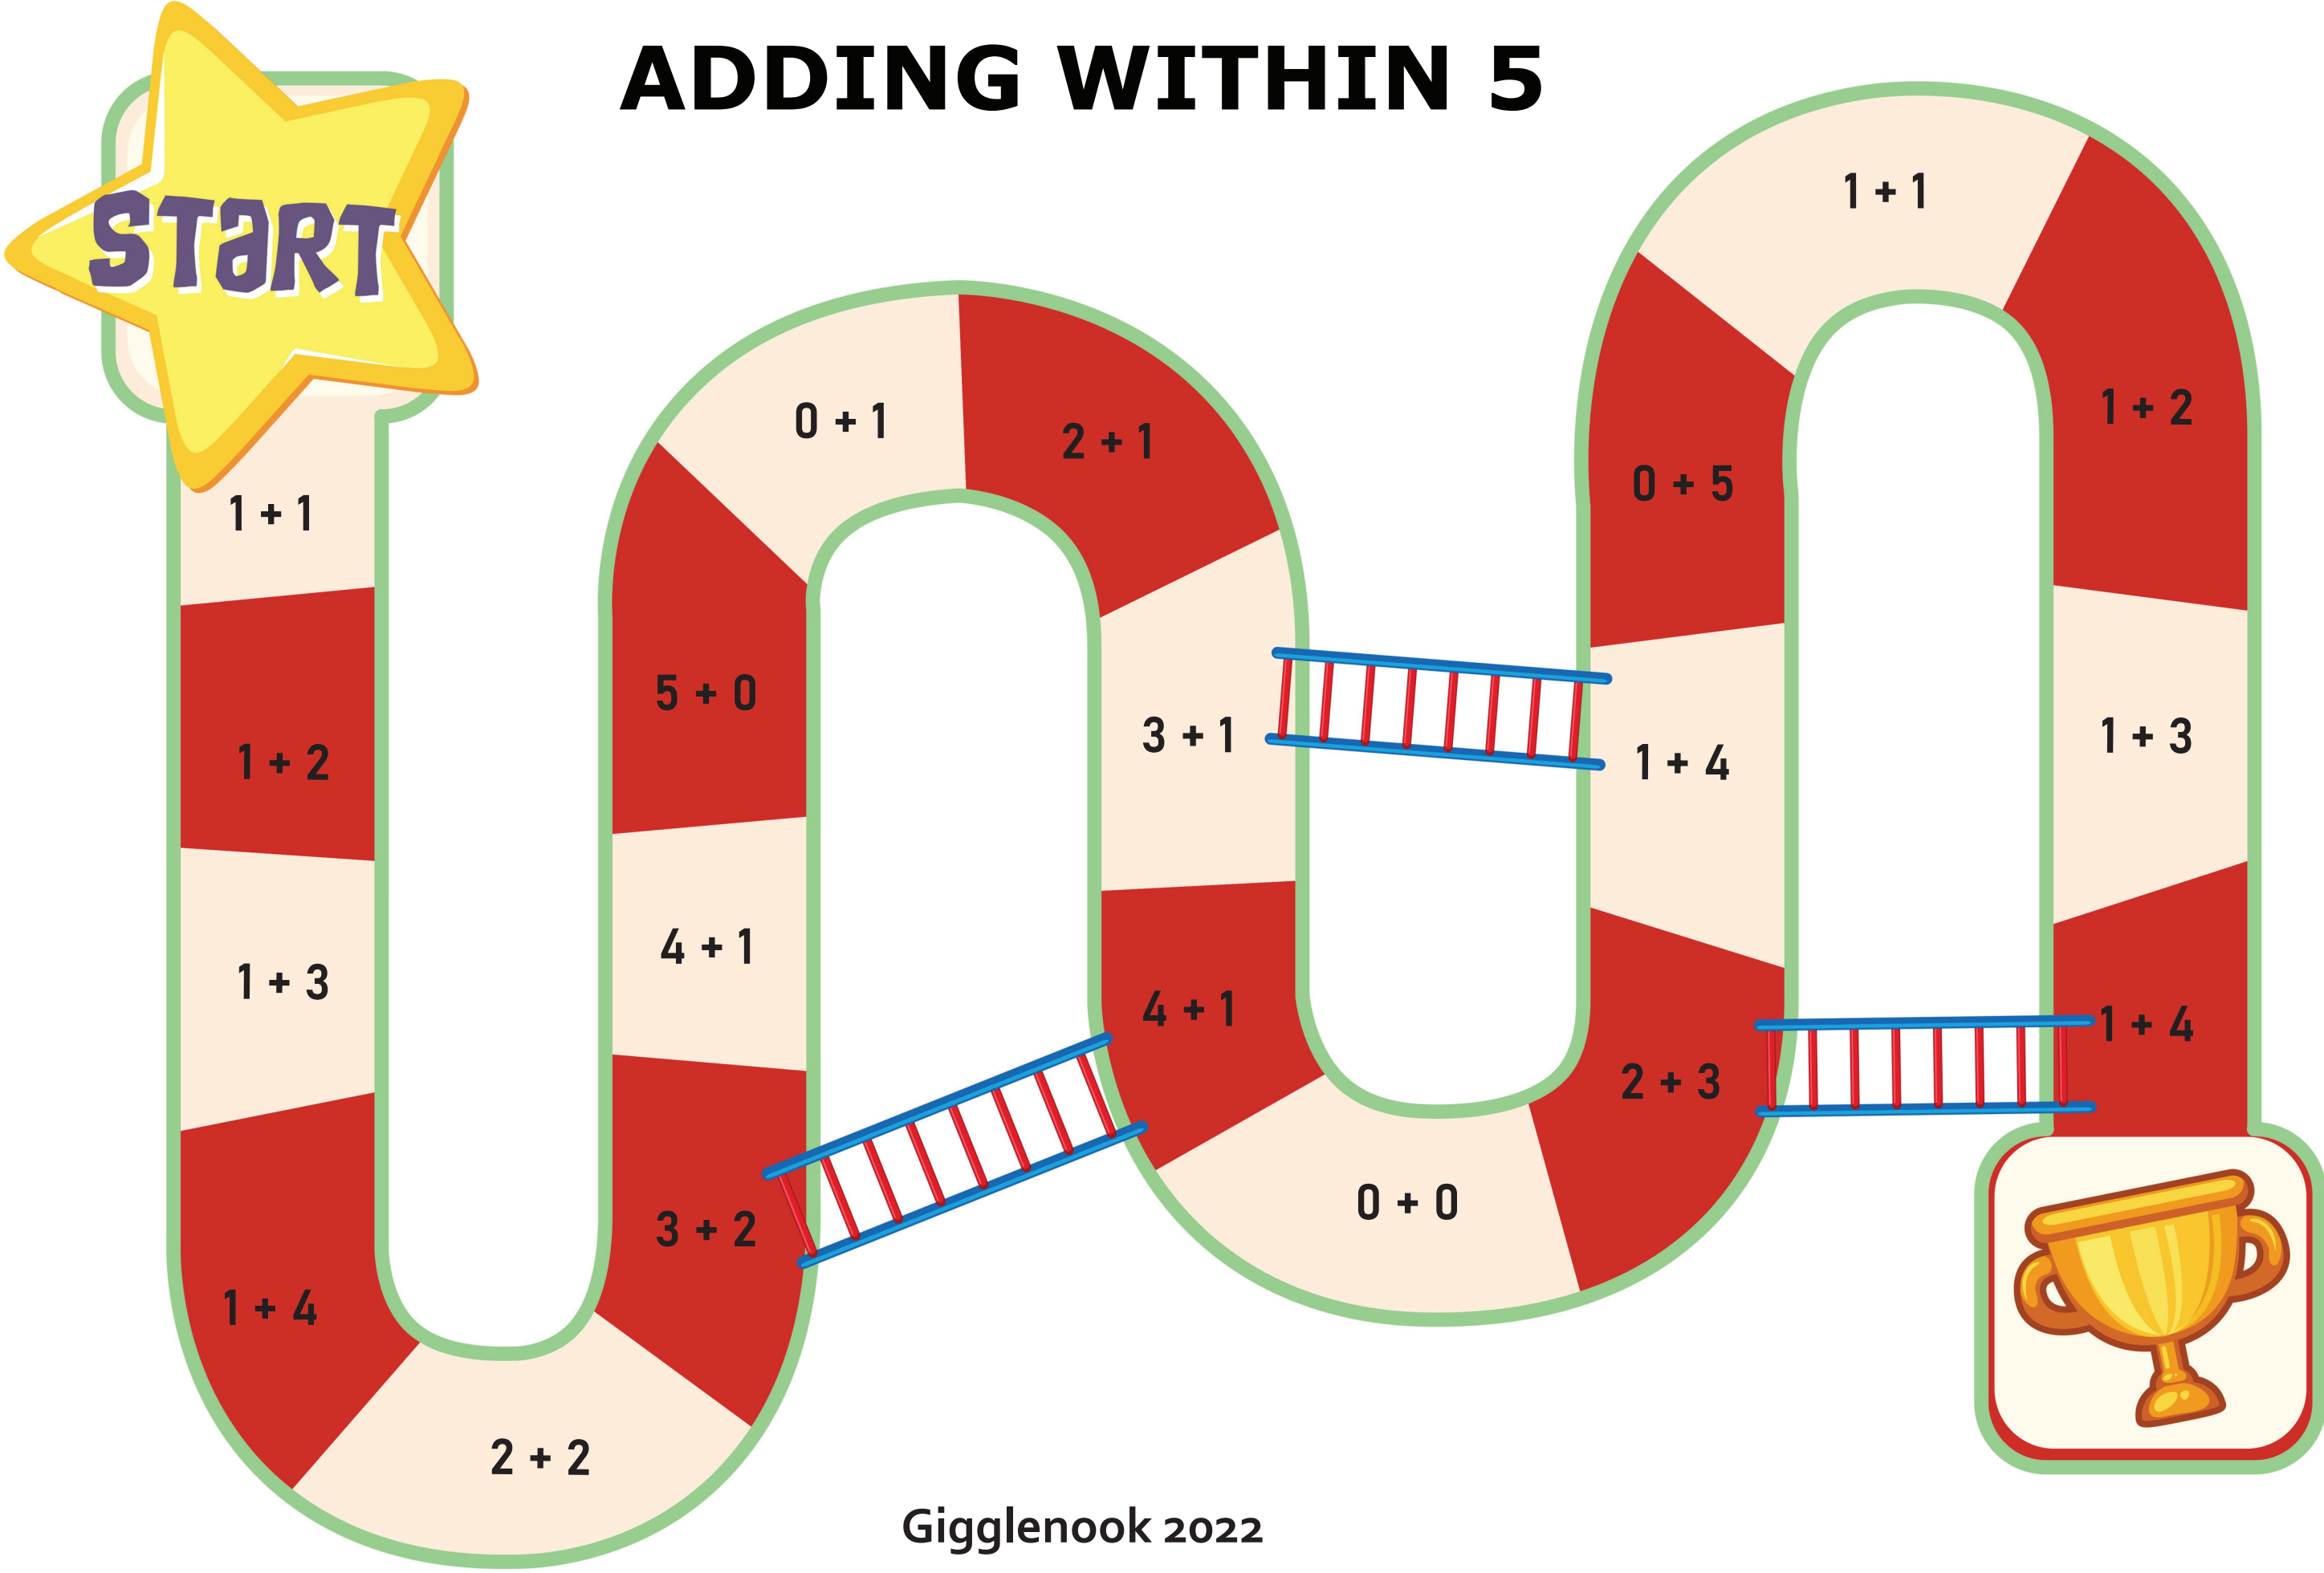 ADDING WITHIN 5
START
1 + 1
1 + 2
1 + 3
1 + 4
2 + 2
3 + 2
4 + 1
5 + 0
0 + 1
2 + 1
3 + 1
4 + 1
0 + 0
2 + 3
1 + 4
0 + 5
1 + 1
1 + 2
1 + 3
1 + 4
Gigglenook 2022